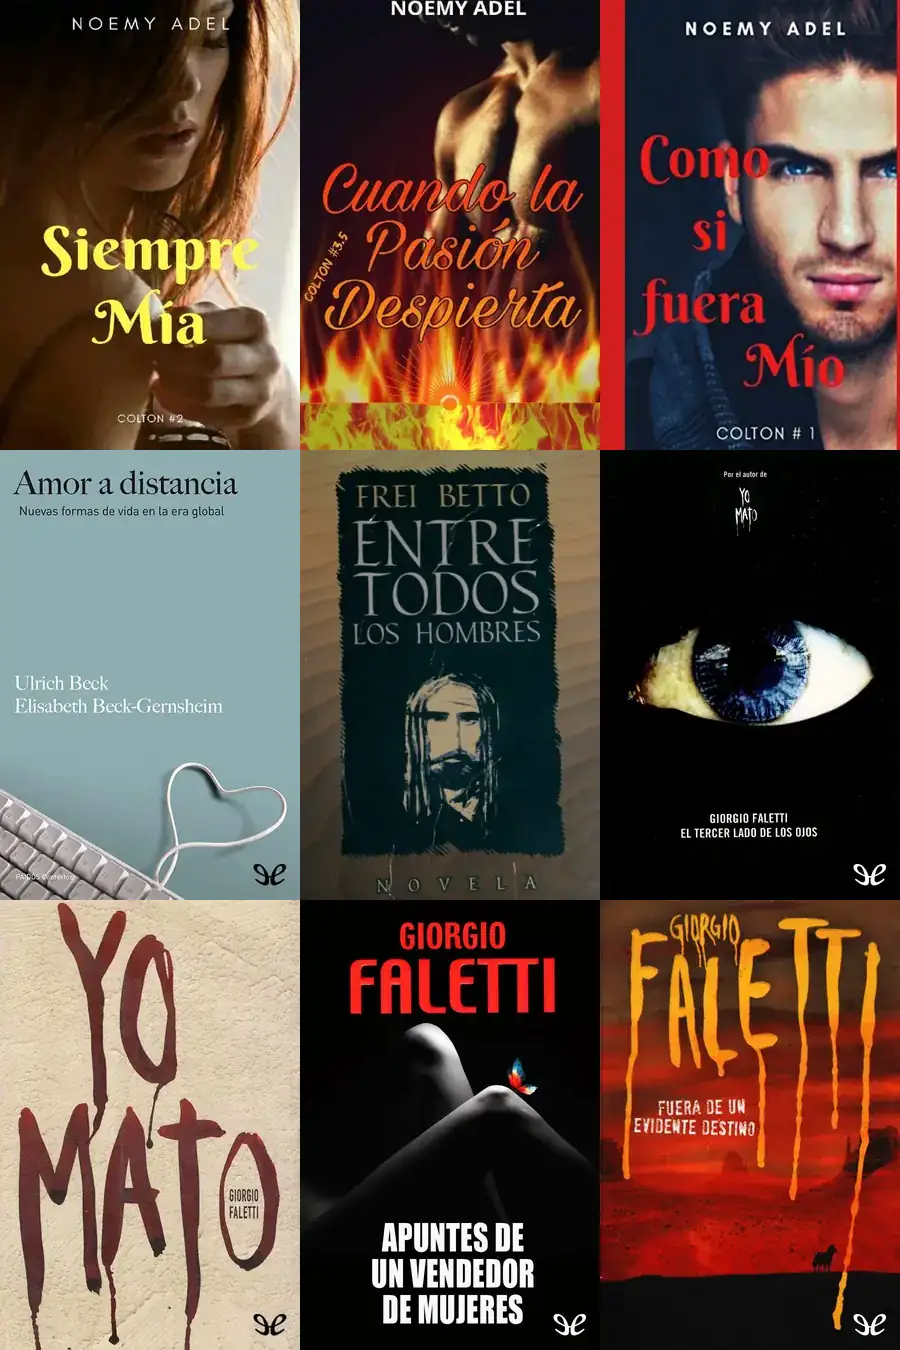 NOEMY ADEL
Siempre
Mía
COLTON #2
NOEMY ADEL
Cuando la
Pasión
Despierta
COLTON #3.5
NOEMY ADEL
Como
si
fuera
Mío
COLTON # 1
Amor a distancia
Nuevas formas de vida en la era global
Ulrich Beck
Elisabeth Beck-Gernsheim
PAIDÓS Contextos
FREI BETTO
ENTRE
TODOS
LOS HOMBRES
NOVELA
Por el autor de
YO
MATO
GIORGIO FALETTI
EL TERCER LADO DE LOS OJOS
YO
MATO
GIORGIO
FALETTI
GIORGIO
FALETTI
APUNTES DE
UN VENDEDOR
DE MUJERES
GIORGIO
FALETTI
FUERA DE UN
EVIDENTE DESTINO